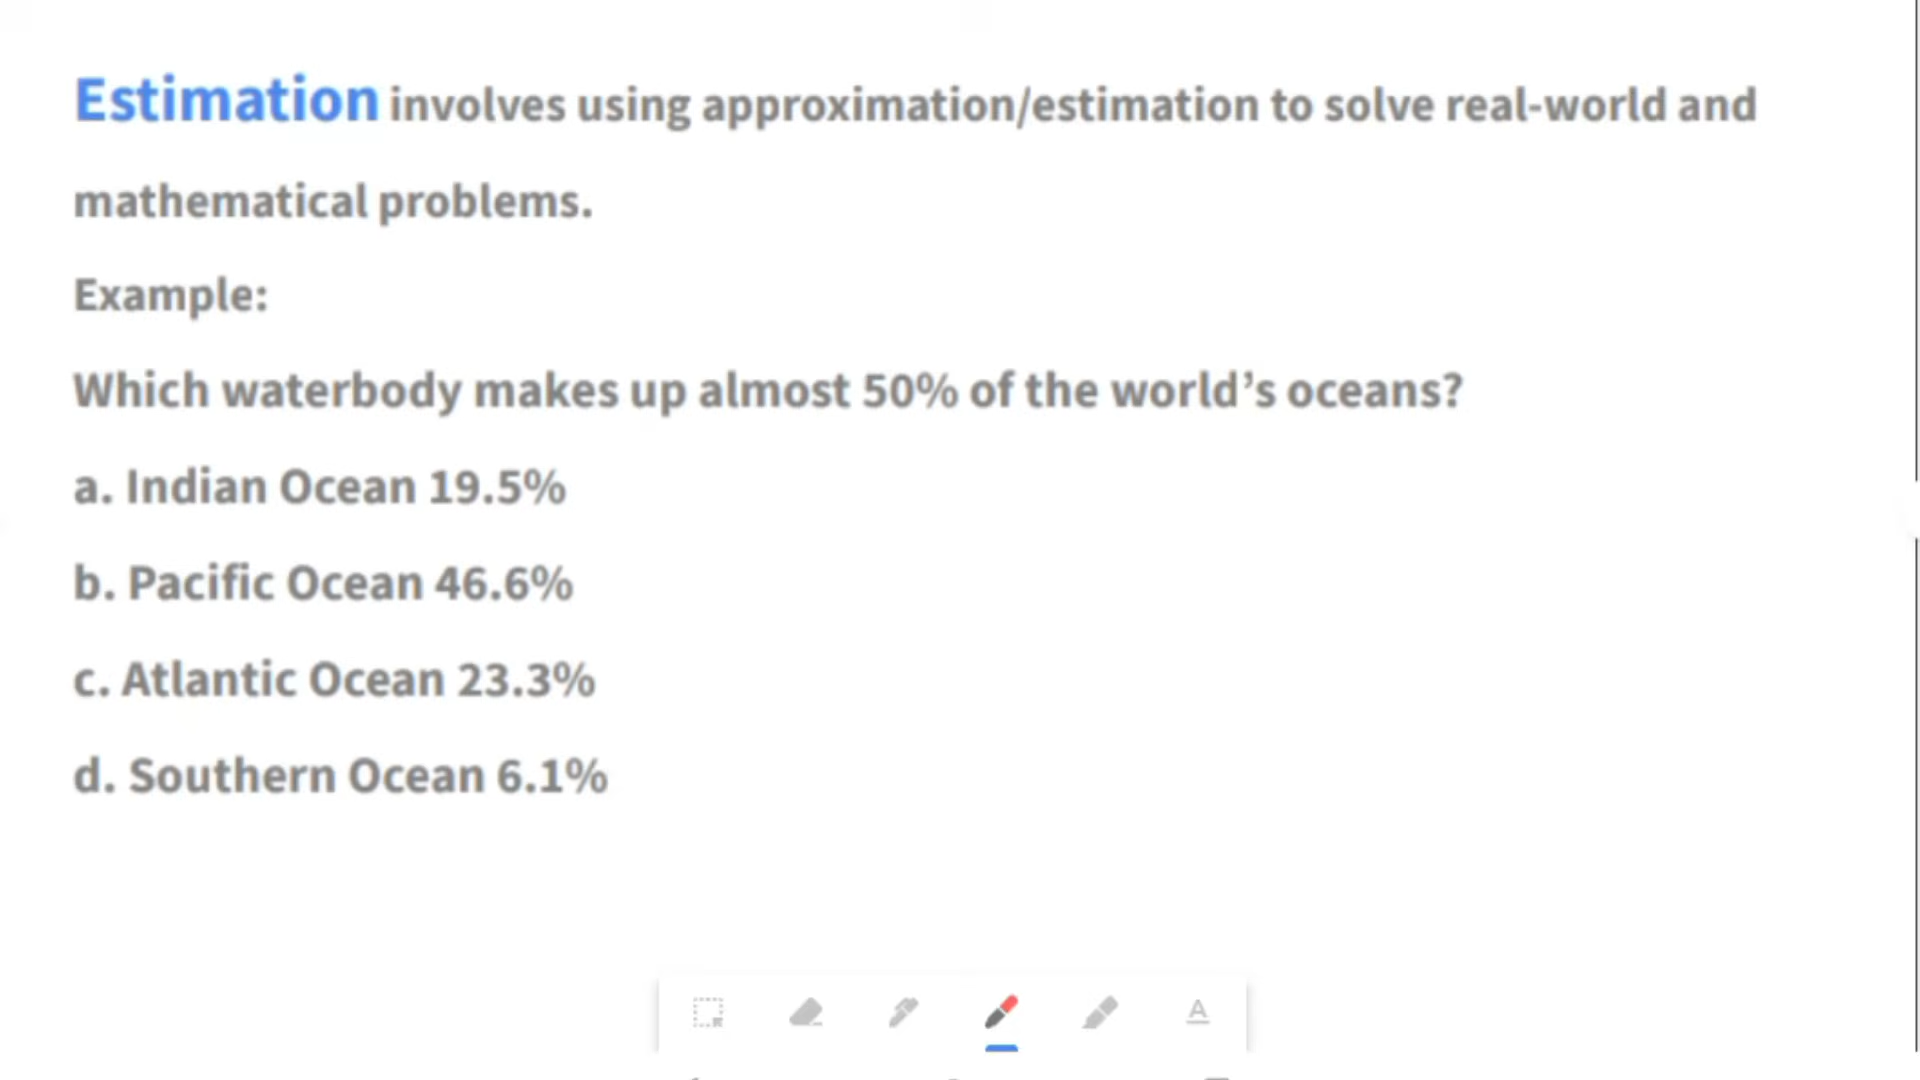 Estimation involves using approximation/estimation to solve real-world and
mathematical problems.
Example:
Which waterbody makes up almost 50% of the world’s oceans?
a. Indian Ocean 19.5%
b. Pacific Ocean 46.6%
c. Atlantic Ocean 23.3%
d. Southern Ocean 6.1%
A